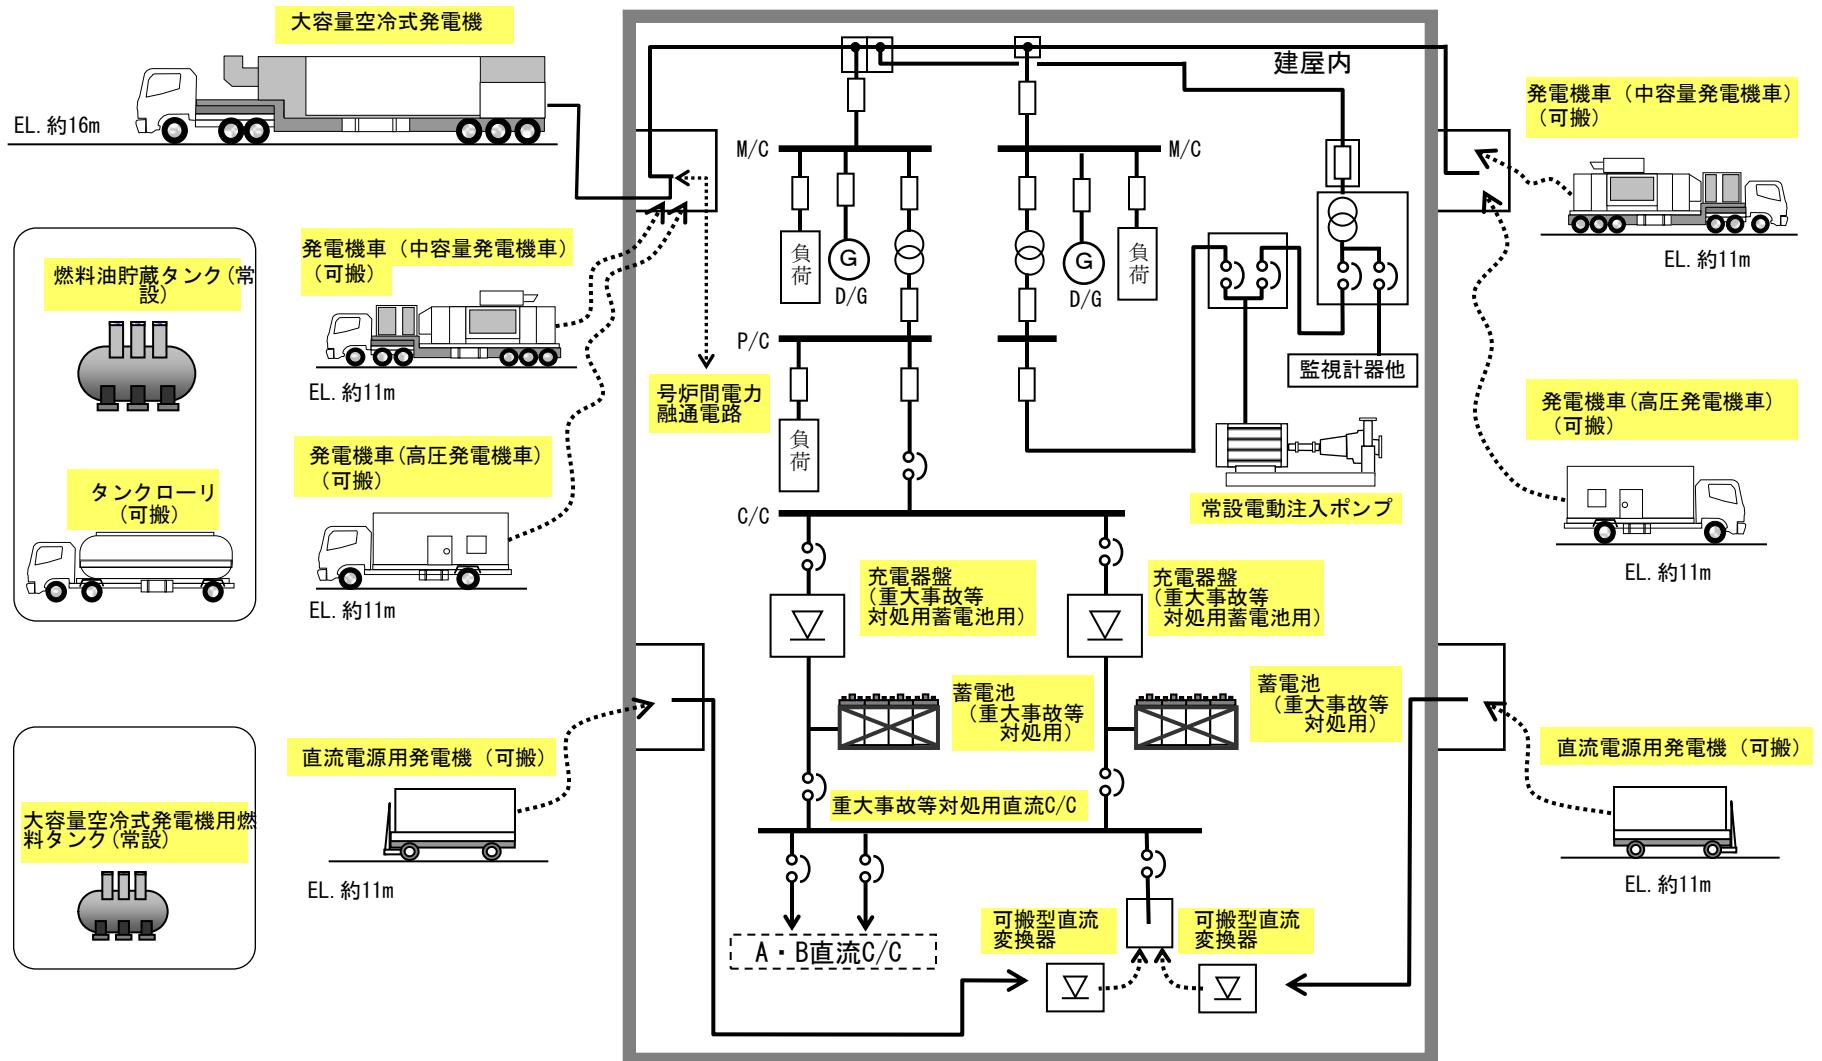 大容量空冷式発電機
EL.約16m
建屋内
発電機車（中容量発電機車）
（可搬）
EL.約11m
M/C
M/C
負荷
G
D/G
G
D/G
負荷
燃料油貯蔵タンク(常
設)
発電機車（中容量発電機車）
（可搬）
EL.約11m
P/C
号炉間電力
融通電路
負荷
監視計器他
発電機車(高圧発電機車)
（可搬）
EL.約11m
タンクローリ
（可搬）
発電機車(高圧発電機車)
（可搬）
EL.約11m
常設電動注入ポンプ
C/C
充電器盤
（重大事故等
対処用蓄電池用）
充電器盤
（重大事故等
対処用蓄電池用）
蓄電池
（重大事故等
対処用）
蓄電池
（重大事故等
対処用）
直流電源用発電機（可搬）
EL.約11m
直流電源用発電機（可搬）
EL.約11m
重大事故等対処用直流C/C
大容量空冷式発電機用燃
料タンク(常設)
A・B直流C/C
可搬型直流
変換器
可搬型直流
変換器